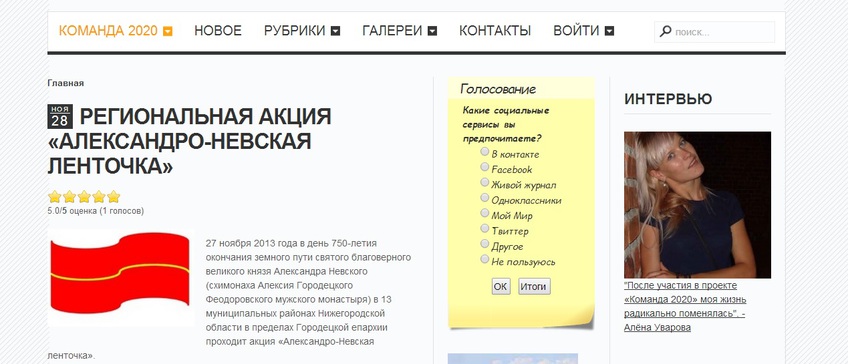 КОМАНДА 2020 НОВОЕ РУБРИКИ ГАЛЕРЕИ КОНТАКТЫ ВОЙТИ поиск...
Главная
НОЯ
28
РЕГИОНАЛЬНАЯ АКЦИЯ
«АЛЕКСАНДРО-НЕВСКАЯ
ЛЕНТОЧКА»
5.0/5 оценка (1 голосов)
27 ноября 2013 года в день 750-летия
окончания земного пути святого благоверного
великого князя Александра Невского
(схимонаха Алексия Городецкого
Феодоровского мужского монастыря) в 13
муниципальных районах Нижегородской
области в пределах Городецкой епархии
проходит акция «Александро-Невская
ленточка».
Голосование
Какие социальные
сервисы вы
предпочитаете?
В контакте
Facebook
Живой журнал
Одноклассники
Мой Мир
Твиттер
Другое
Не пользуюсь
ОК Итоги
ИНТЕРВЬЮ
"После участия в проекте
«Команда 2020» моя жизнь
радикально поменялась". -
Алёна Уварова